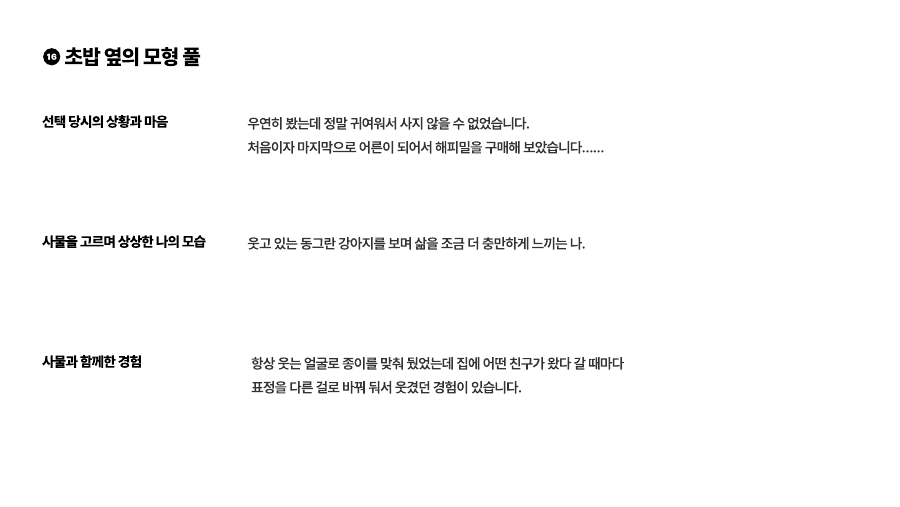 16 초밥 옆의 모형 풀
선택 당시의 상황과 마음
우연히 봤는데 정말 귀여워서 사지 않을 수 없었습니다.
처음이자 마지막으로 어른이 되어서 해피밀을 구매해 보았습니다......
사물을 고르며 상상한 나의 모습
웃고 있는 동그란 강아지를 보며 삶을 조금 더 충만하게 느끼는 나.
사물과 함께한 경험
항상 웃는 얼굴로 종이를 맞춰 뒀었는데 집에 어떤 친구가 왔다 갈 때마다
표정을 다른 걸로 바꿔 둬서 웃겼던 경험이 있습니다.